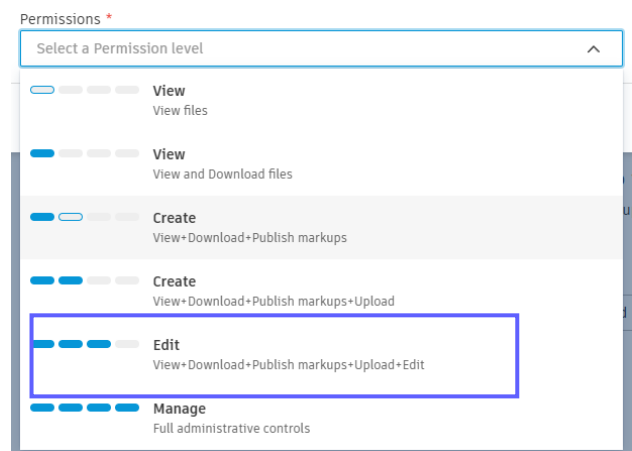 Permissions *
Select a Permission level
View
View files
View
View and Download files
Create
View+Download+Publish markups
Create
View+Download+Publish markups+Upload
Edit
View+Download+Publish markups+Upload+Edit
Manage
Full administrative controls